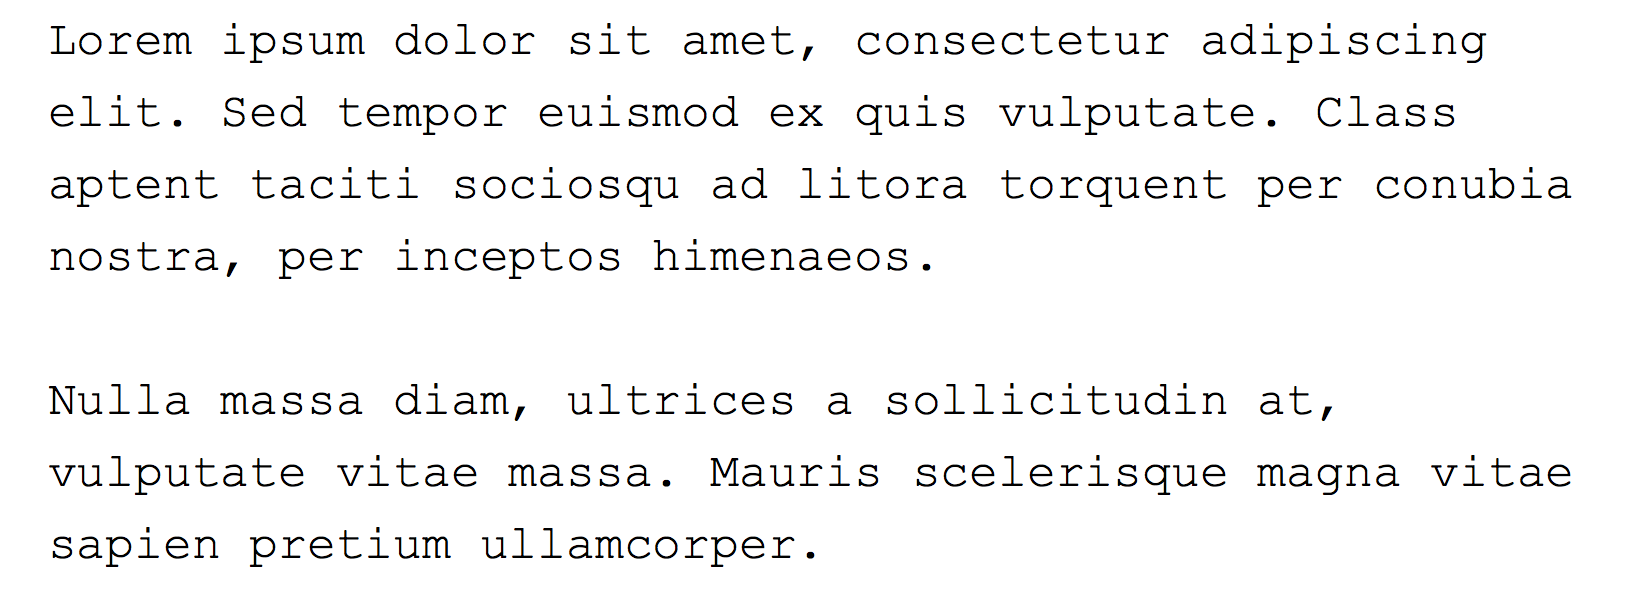 Lorem ipsum dolor sit amet, consectetur adipiscing
elit. Sed tempor euismod ex quis vulputate. Class
aptent taciti sociosqu ad litora torquent per conubia
nostra, per inceptos himenaeos.
Nulla massa diam, ultrices a sollicitudin at,
vulputate vitae massa. Mauris scelerisque magna vitae
sapien pretium ullamcorper.